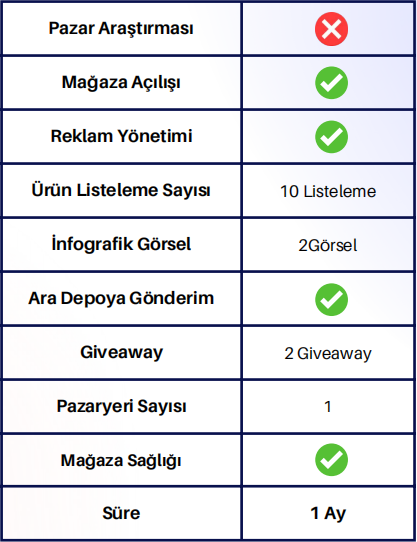 Pazar Araştırması
Mağaza Açılışı
Reklam Yönetimi
Ürün Listeleme Sayısı 10 Listeleme
İnfografik Görsel 2Görsel
Ara Depoya Gönderim
Giveaway 2 Giveaway
Pazaryeri Sayısı 1
Mağaza Sağlığı
Süre 1 Ay